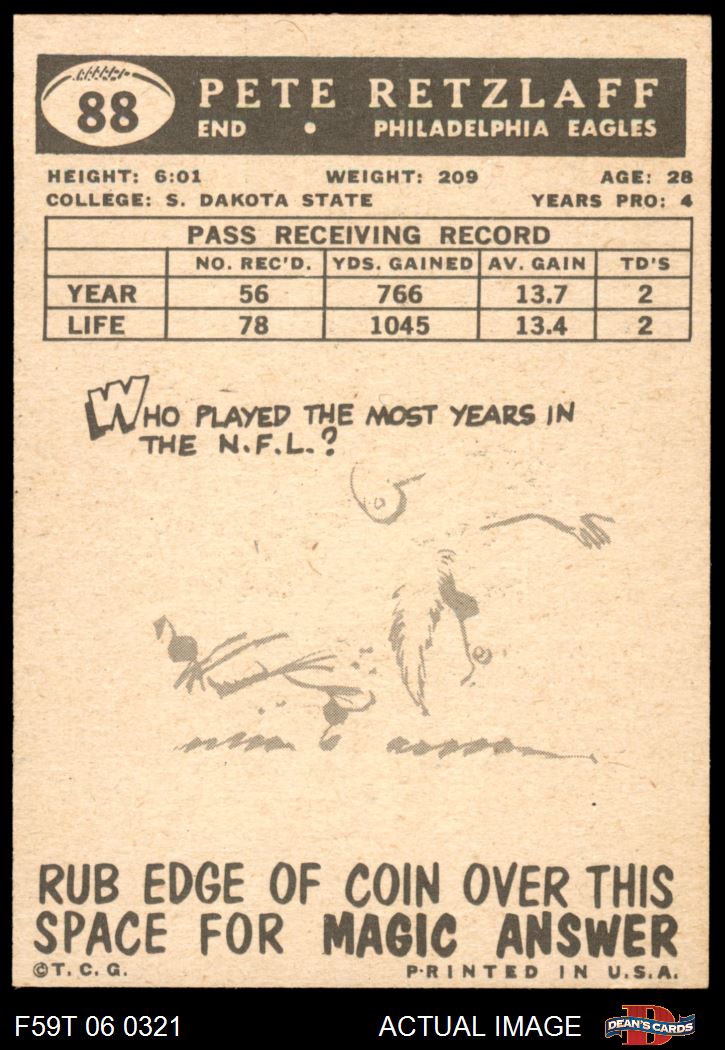 88
PETE RETZLAFF
END • PHILADELPHIA EAGLES
HEIGHT: 6:01 WEIGHT: 209 AGE: 28
COLLEGE: S. DAKOTA STATE YEARS PRO: 4
PASS RECEIVING RECORD
NO. REC'D. YDS. GAINED AV. GAIN TD'S
YEAR 56 766 13.7 2
LIFE 78 1045 13.4 2
WHO PLAYED THE MOST YEARS IN
THE N.F.L.?
RUB EDGE OF COIN OVER THIS
SPACE FOR MAGIC ANSWER
©T.C.G. PRINTED IN U.S.A.
F59T 06 0321 ACTUAL IMAGE D DEAN'S CARDS